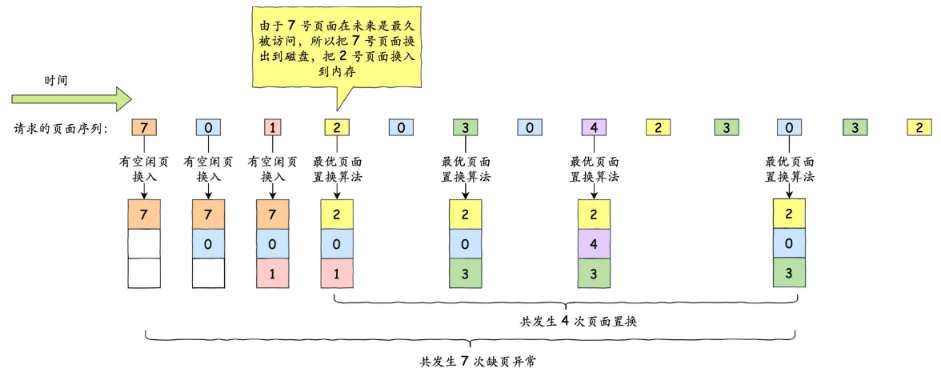 由于 7 号页面在未来是最久
被访问，所以把 7 号页面换
出到磁盘，把 2 号页面换入
到内存
时间
请求的页面序列： 7 0 1 2 0 3 0 4 2 3 0 3 2
有空闲页 有空闲页 有空闲页 最优页面 最优页面 最优页面 最优页面
换入 换入 换入 置换算法 置换算法 置换算法 置换算法
7 7 7 2 2 2 2
0 0 0 0 4 0
1 1 3 3 3
共发生 4 次页面置换
共发生 7 次缺页异常